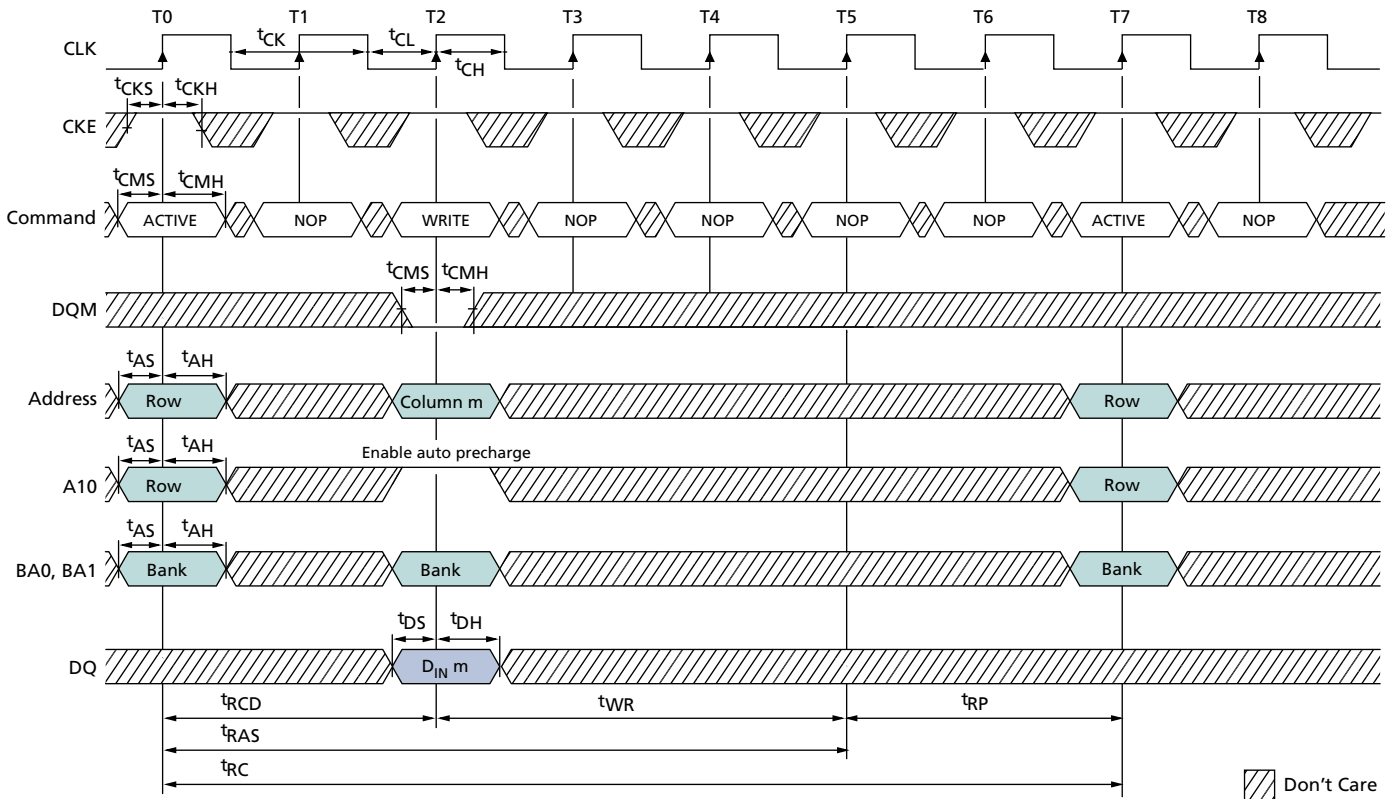 T0 T1 T2 T3 T4 T5 T6 T7 T8
CLK
tCK tCL
tCH
tCKS tCKH
CKE
tCMS tCMH
Command ACTIVE NOP WRITE NOP NOP NOP NOP ACTIVE NOP
tCMS tCMH
DQM
tAS tAH
Address Row Column m Row
tAS tAH Enable auto precharge
A10 Row Row
tAS tAH
BA0, BA1 Bank Bank Bank
tDS tDH
DQ DIN m
tRCD tWR tRP
tRAS
tRC
Don't Care